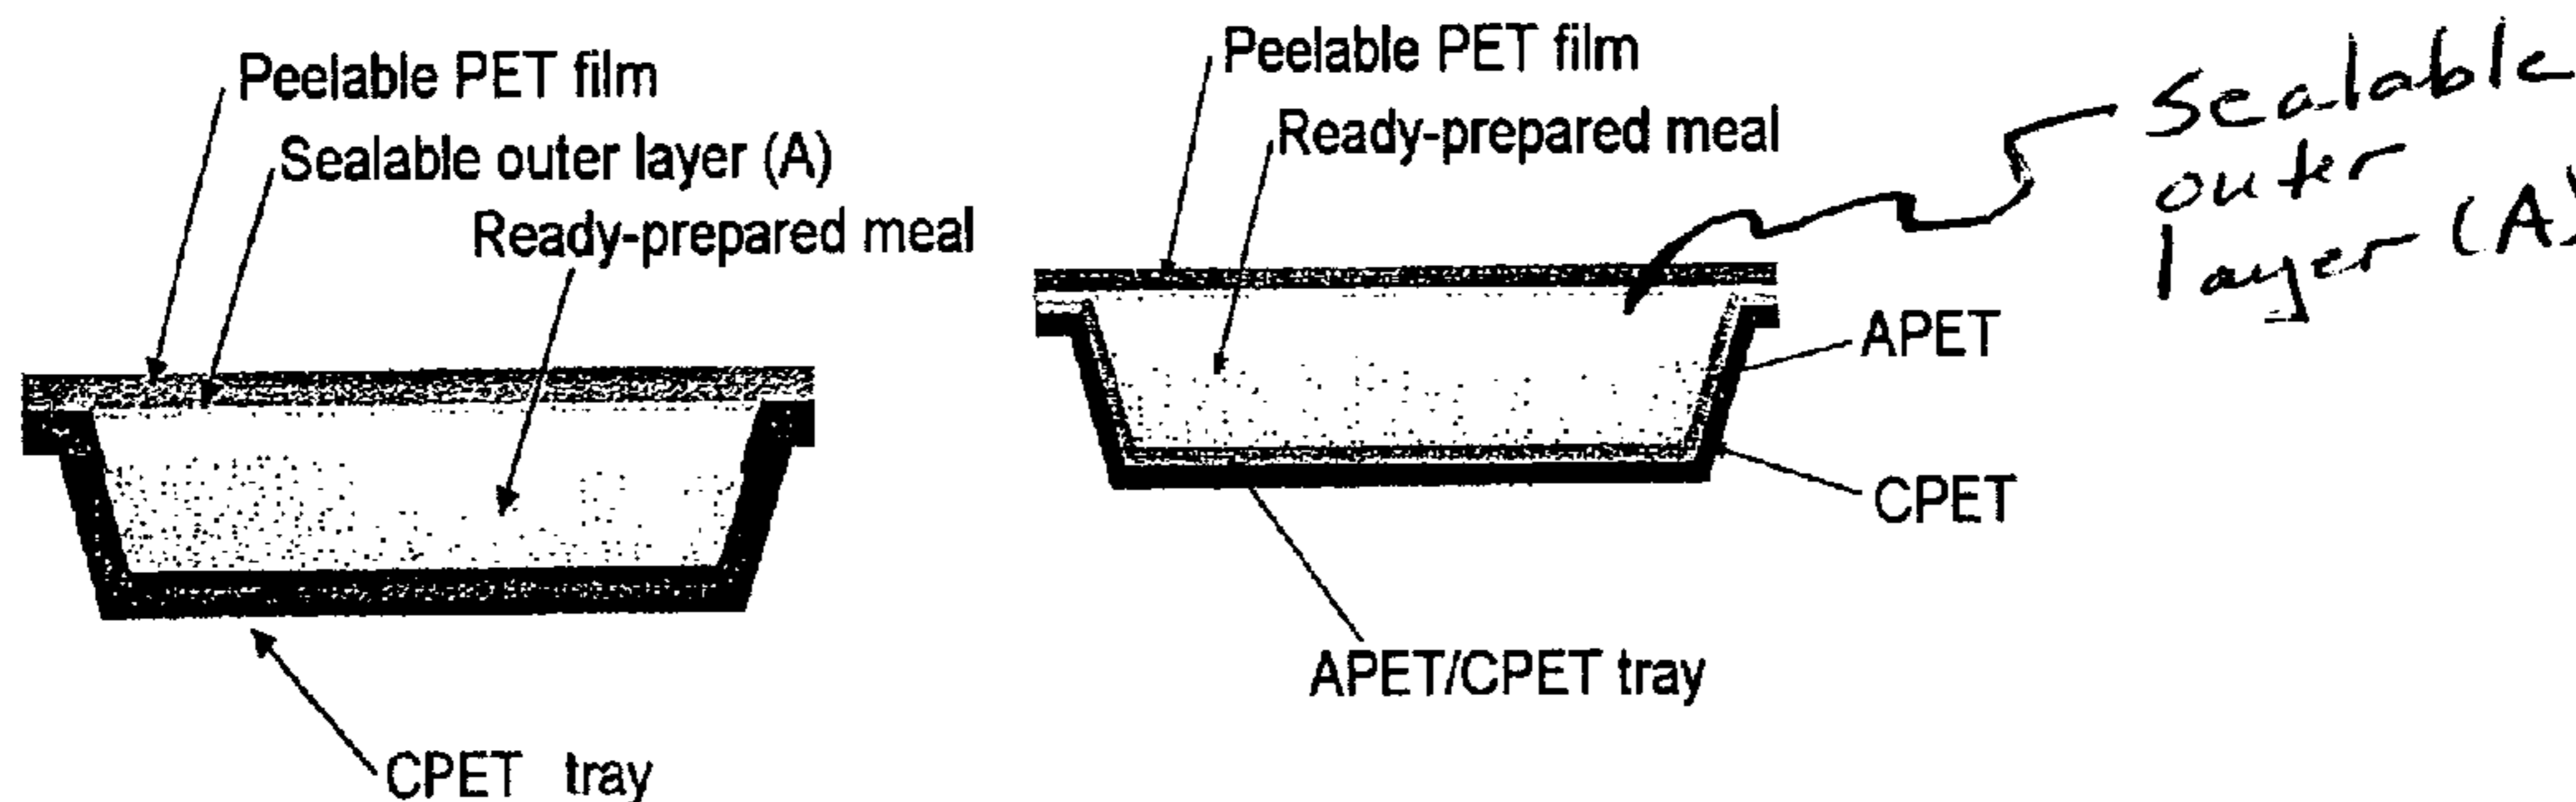 Peelable PET film
Sealable outer layer (A)
Ready-prepared meal
CPET tray
Peelable PET film
Ready-prepared meal
Sealable
outer
layer (A)
APET
CPET
APET/CPET tray